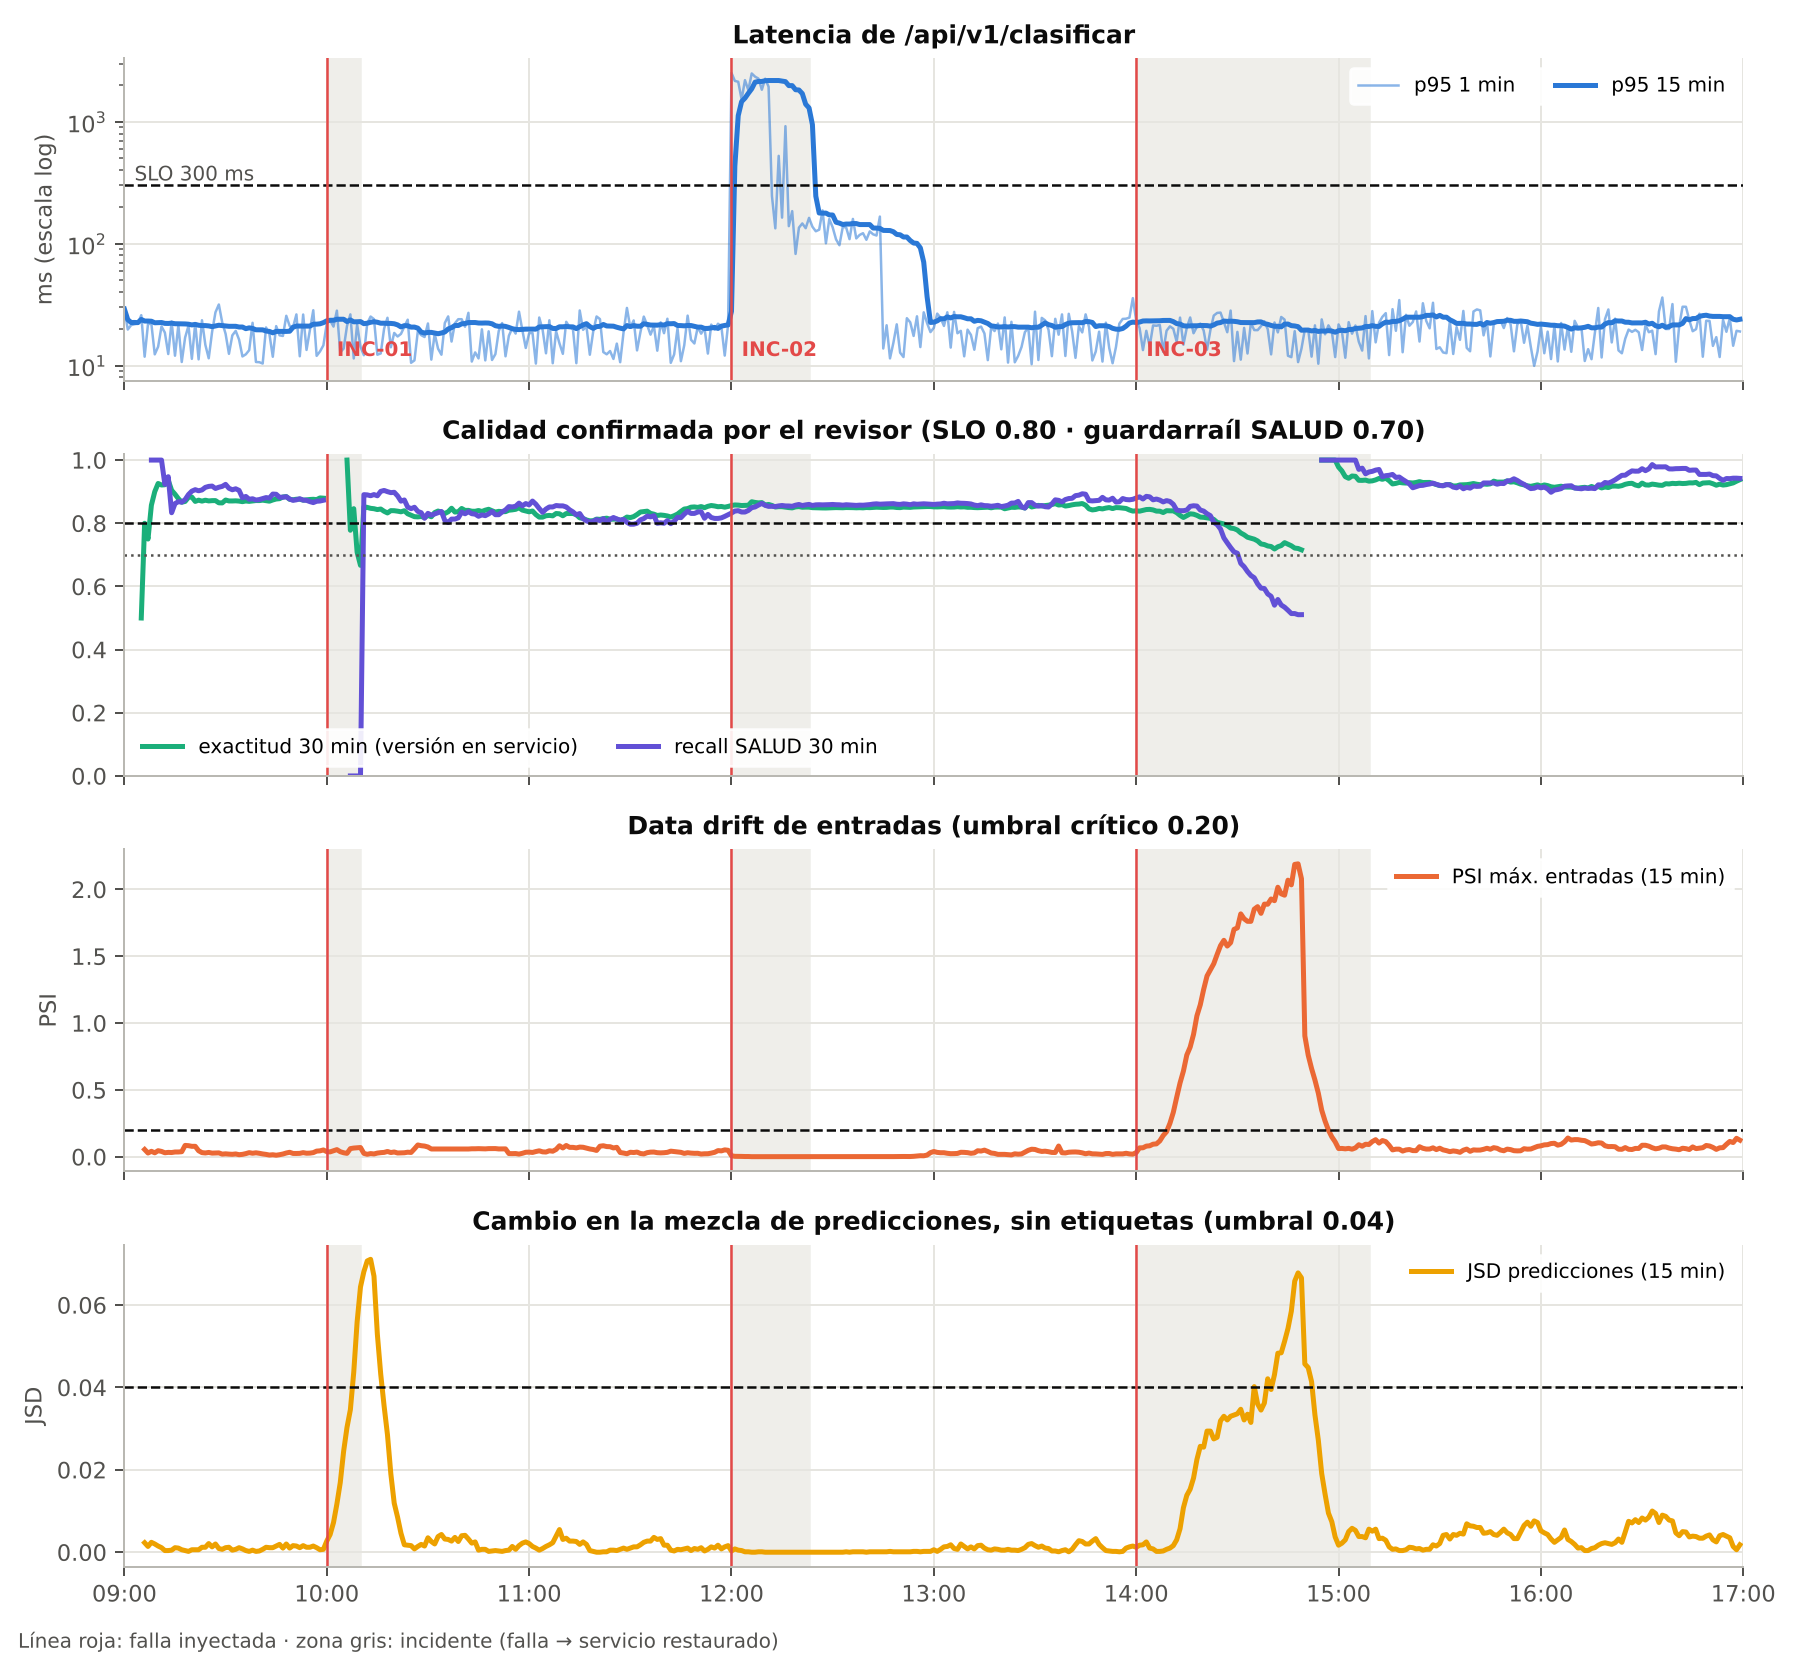 Latencia de /api/v1/clasificar
p95 1 min
p95 15 min
ms (escala log)
10³
10²
10¹
SLO 300 ms
INC-01
INC-02
INC-03
Calidad confirmada por el revisor (SLO 0.80 · guardarraíl SALUD 0.70)
1.0
0.8
0.6
0.4
0.2
0.0
exactitud 30 min (versión en servicio)
recall SALUD 30 min
Data drift de entradas (umbral crítico 0.20)
PSI máx. entradas (15 min)
PSI
2.0
1.5
1.0
0.5
0.0
Cambio en la mezcla de predicciones, sin etiquetas (umbral 0.04)
JSD predicciones (15 min)
JSD
0.06
0.04
0.02
0.00
09:00
10:00
11:00
12:00
13:00
14:00
15:00
16:00
17:00
Línea roja: falla inyectada · zona gris: incidente (falla → servicio restaurado)